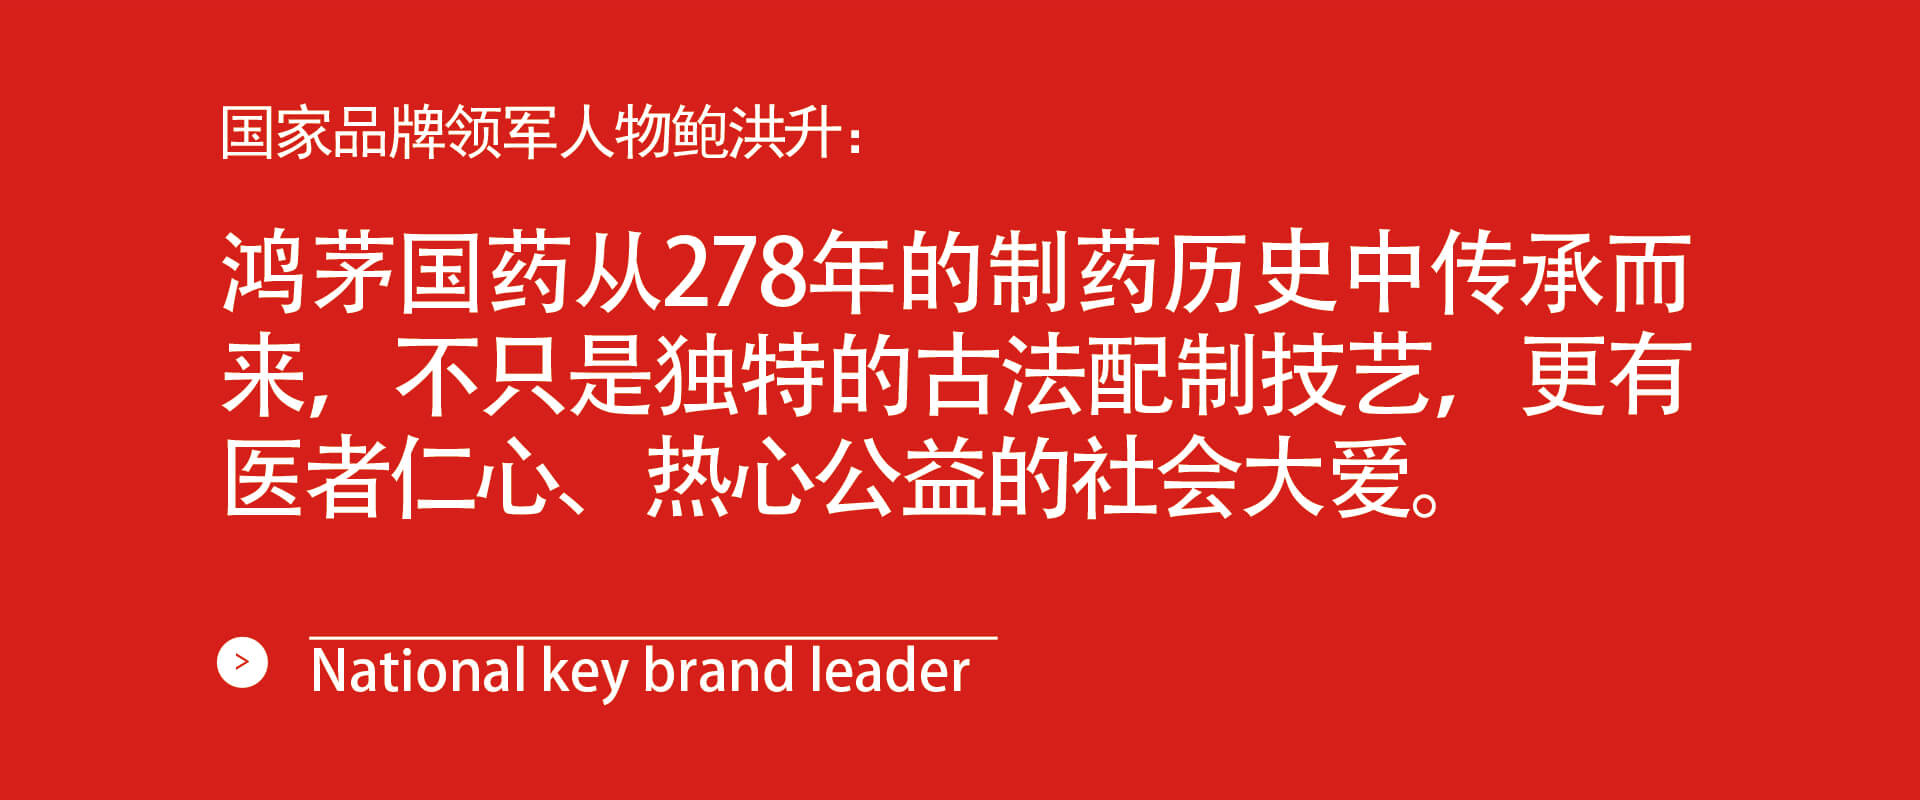 国家品牌领军人物鲍洪升：
鸿茅国药从278年的制药历史中传承而
来，不只是独特的古法配制技艺，更有
医者仁心、热心公益的社会大爱。
>
National key brand leader